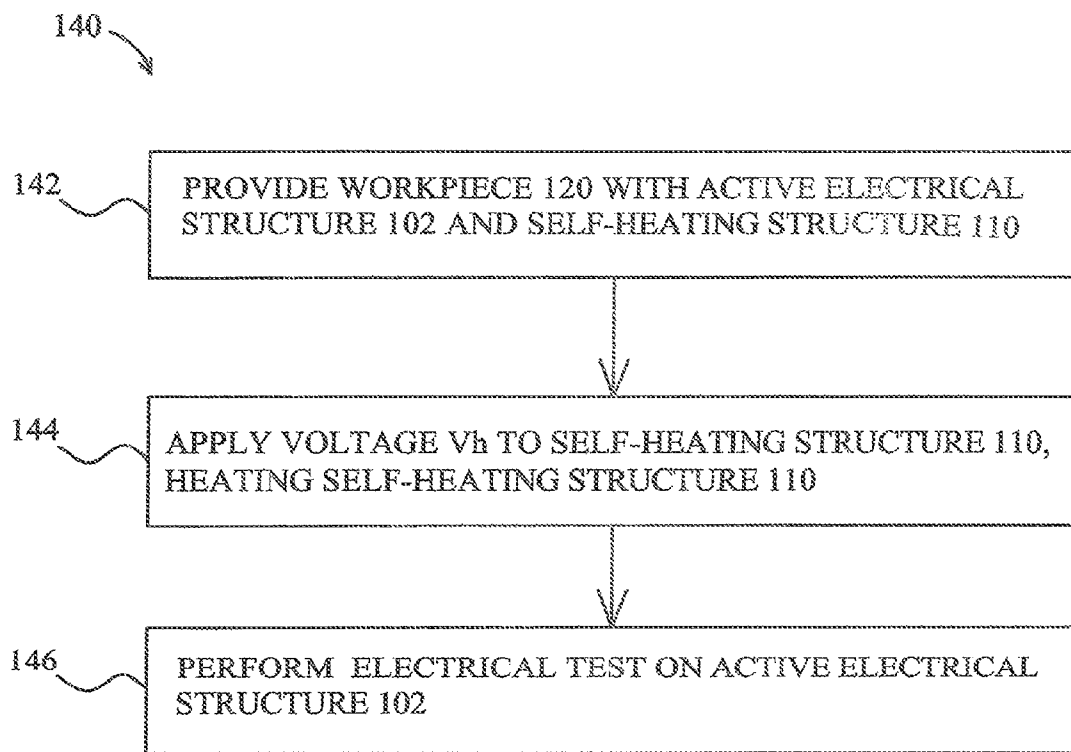 140
142
PROVIDE WORKPIECE 120 WITH ACTIVE ELECTRICAL
STRUCTURE 102 AND SELF-HEATING STRUCTURE 110
144
APPLY VOLTAGE Vh TO SELF-HEATING STRUCTURE 110,
HEATING SELF-HEATING STRUCTURE 110
146
PERFORM ELECTRICAL TEST ON ACTIVE ELECTRICAL
STRUCTURE 102